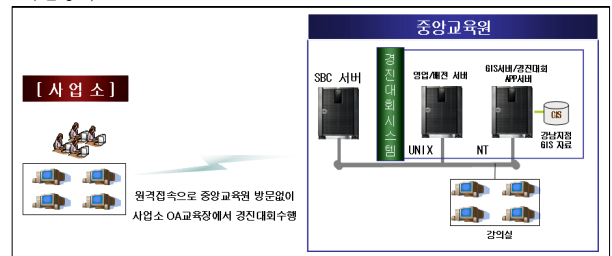 중앙교육원
[ 사 업 소 ]
SBC 서버
경진대회시스템
영업/배전 서버
GIS서버/경진대회
APP서버
GIS
강남지점
GIS 자료
UNIX
NT
원격접속으로 중앙교육원 방문없이
사업소 OA교육장에서 경진대회수행
강의실